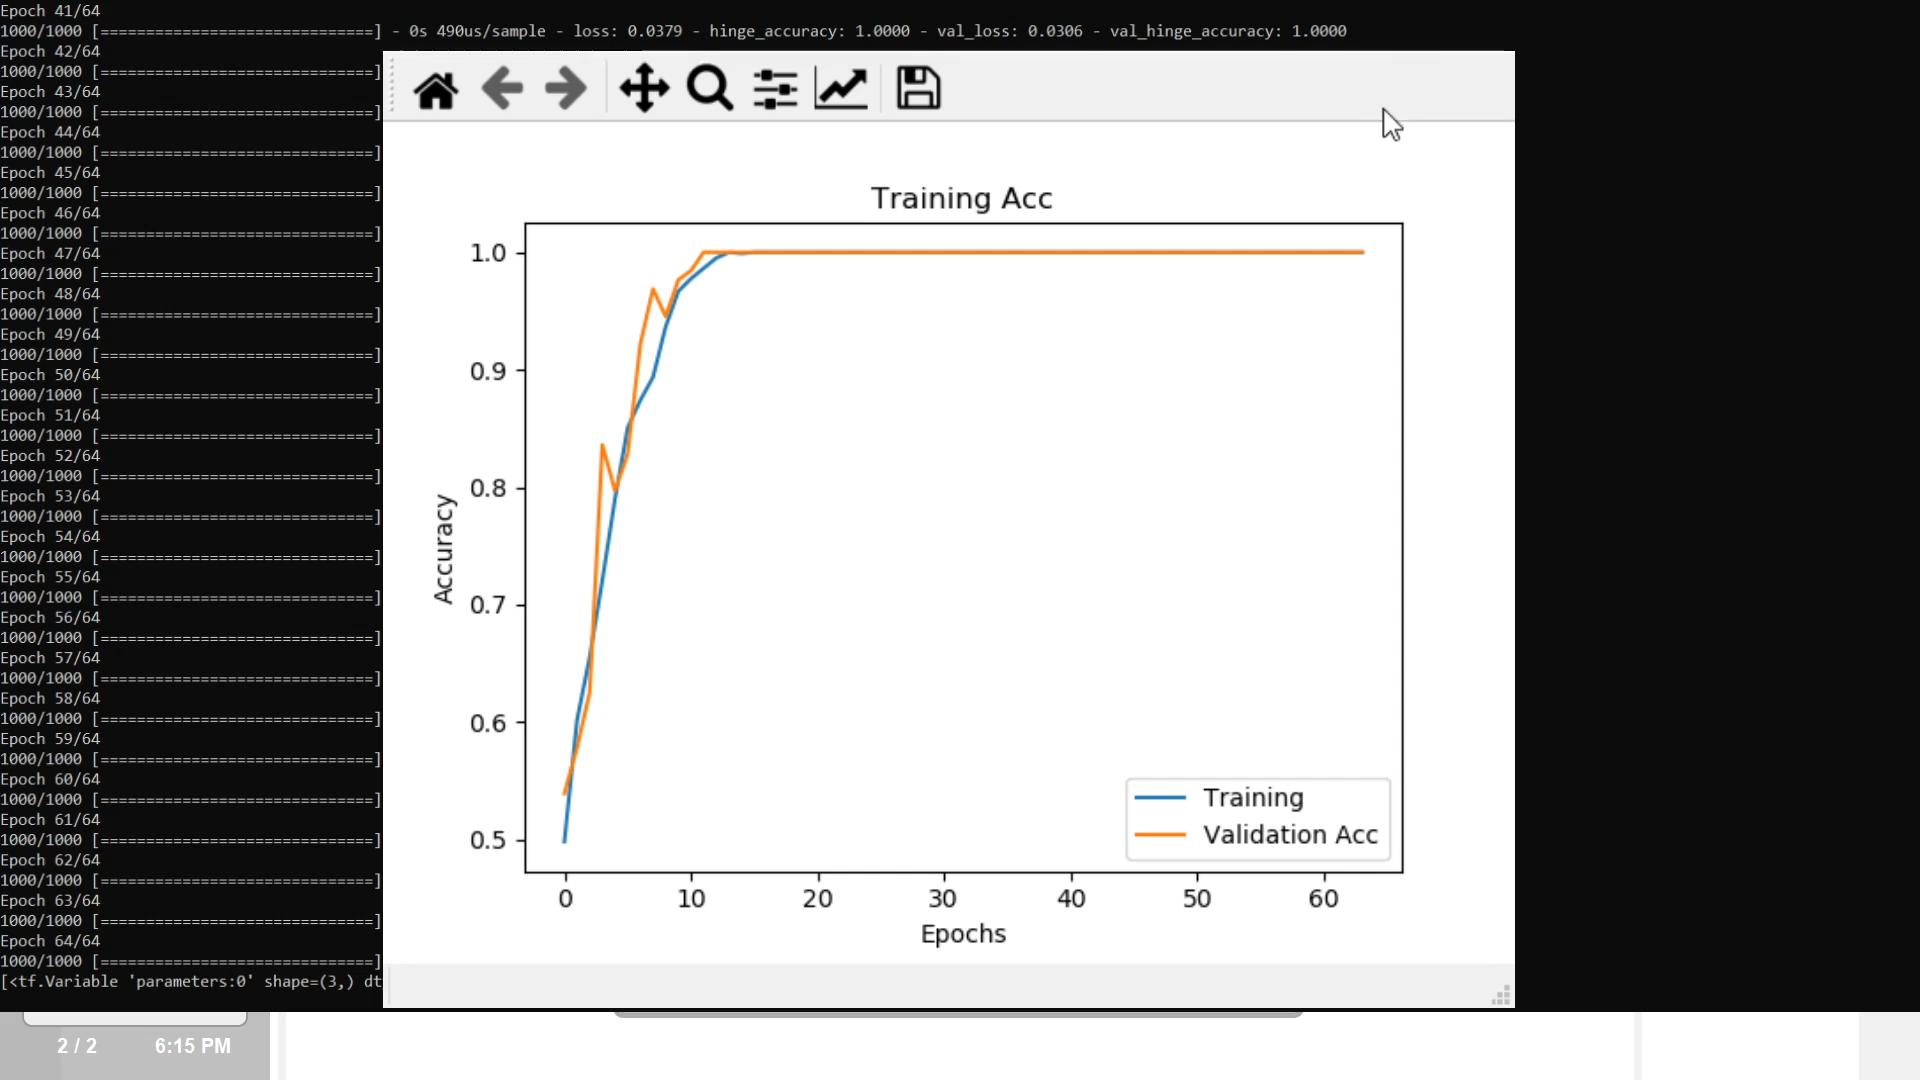 Epoch 41/64
1000/1000 [==============================] - 0s 490us/sample - loss: 0.0379 - hinge_accuracy: 1.0000 - val_loss: 0.0306 - val_hinge_accuracy: 1.0000
Epoch 42/64
1000/1000 [==============================]
Epoch 43/64
1000/1000 [==============================]
Epoch 44/64
1000/1000 [==============================]
Epoch 45/64
1000/1000 [==============================]
Epoch 46/64
1000/1000 [==============================]
Epoch 47/64
1000/1000 [==============================]
Epoch 48/64
1000/1000 [==============================]
Epoch 49/64
1000/1000 [==============================]
Epoch 50/64
1000/1000 [==============================]
Epoch 51/64
1000/1000 [==============================]
Epoch 52/64
1000/1000 [==============================]
Epoch 53/64
1000/1000 [==============================]
Epoch 54/64
1000/1000 [==============================]
Epoch 55/64
1000/1000 [==============================]
Epoch 56/64
1000/1000 [==============================]
Epoch 57/64
1000/1000 [==============================]
Epoch 58/64
1000/1000 [==============================]
Epoch 59/64
1000/1000 [==============================]
Epoch 60/64
1000/1000 [==============================]
Epoch 61/64
1000/1000 [==============================]
Epoch 62/64
1000/1000 [==============================]
Epoch 63/64
1000/1000 [==============================]
Epoch 64/64
1000/1000 [==============================]
[<tf.Variable 'parameters:0' shape=(3,) dt
Training Acc
Accuracy
1.0
0.9
0.8
0.7
0.6
0.5
Training
Validation Acc
0 10 20 30 40 50 60
Epochs
2 / 2 6:15 PM